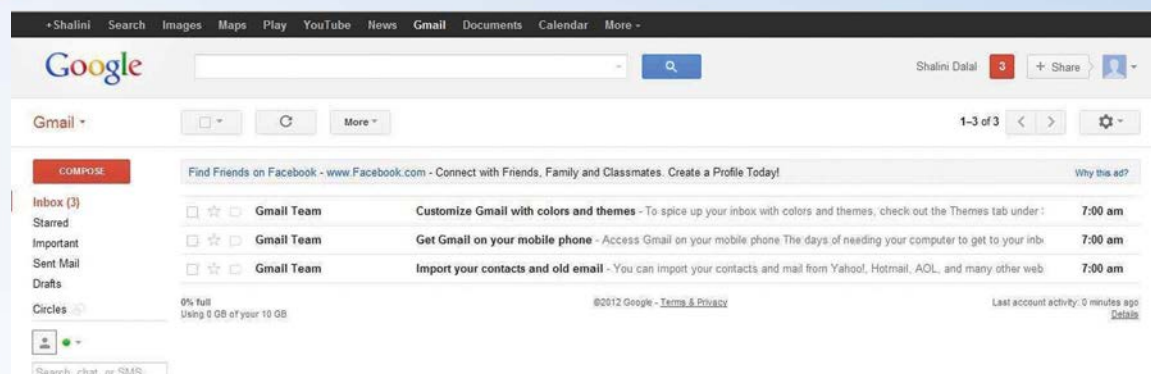 +Shalini Search Images Maps Play YouTube News Gmail Documents Calendar More
Google
Shalini Dalal 3 + Share
Gmail
More
1–3 of 3
COMPOSE
Find Friends on Facebook - www.Facebook.com - Connect with Friends, Family and Classmates. Create a Profile Today! Why this ad?
Inbox (3)
Starred
Important
Sent Mail
Drafts
Circles
Gmail Team Customize Gmail with colors and themes - To spice up your inbox with colors and themes, check out the Themes tab under 7:00 am
Gmail Team Get Gmail on your mobile phone - Access Gmail on your mobile phone The days of needing your computer to get to your inb 7:00 am
Gmail Team Import your contacts and old email - You can import your contacts and mail from Yahoo!, Hotmail, AOL, and many other web 7:00 am
0% full
Using 0 GB of your 10 GB
©2012 Google - Terms & Privacy
Last account activity: 0 minutes ago
Details
Search, chat, or SMS